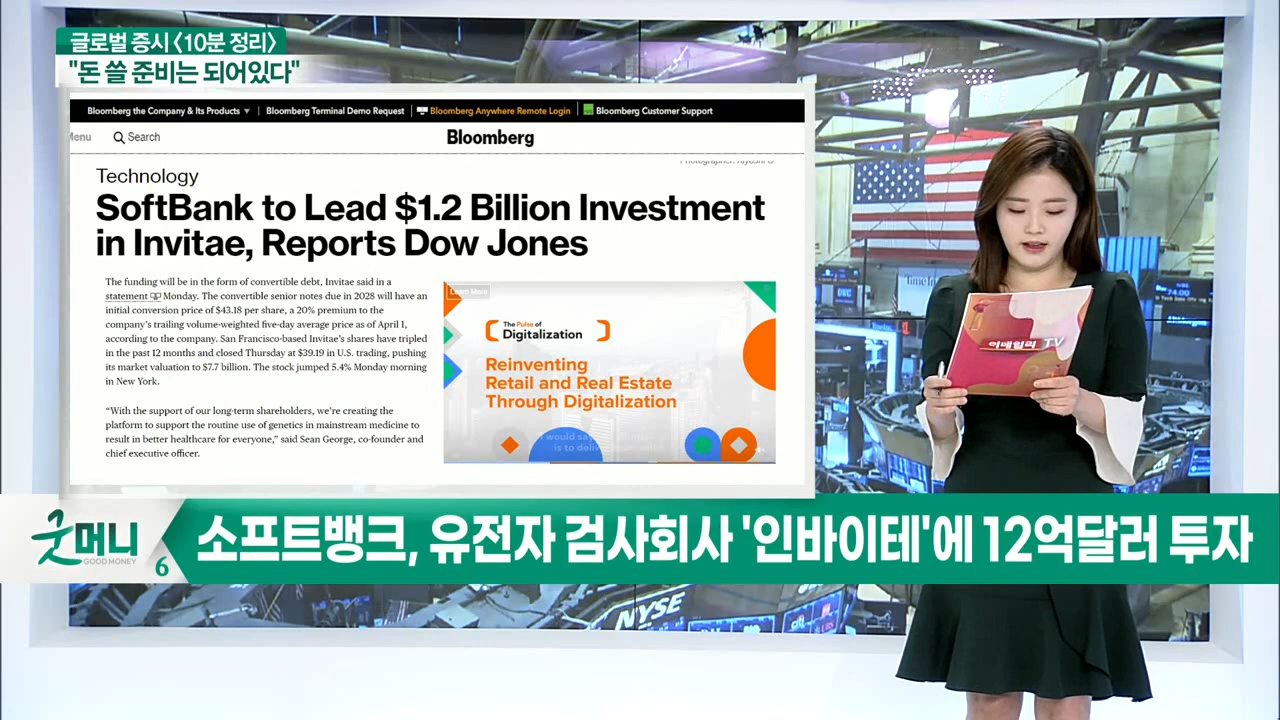 글로벌 증시 <10분 정리>
"돈 쓸 준비는 되어있다"
Bloomberg the Company & Its Products ▼ | Bloomberg Terminal Demo Request | Bloomberg Anywhere Remote Login | Bloomberg Customer Support
Menu Search Bloomberg
Technology
SoftBank to Lead $1.2 Billion Investment
in Invitae, Reports Dow Jones
The funding will be in the form of convertible debt, Invitae said in a
statement Monday. The convertible senior notes due in 2028 will have an
initial conversion price of $43.18 per share, a 20% premium to the
company's trailing volume-weighted five-day average price as of April 1,
according to the company. San Francisco-based Invitae's shares have tripled
in the past 12 months and closed Thursday at $39.19 in U.S. trading, pushing
its market valuation to $7.7 billion. The stock jumped 5.4% Monday morning
in New York.
"With the support of our long-term shareholders, we're creating the
platform to support the routine use of genetics in mainstream medicine to
result in better healthcare for everyone," said Sean George, co-founder and
chief executive officer.
Learn More
The Pulse of
Digitalization
Reinventing
Retail and Real Estate
Through Digitalization
이데일리 TV
굿머니
GOOD MONEY
6
소프트뱅크, 유전자 검사회사 '인바이테'에 12억달러 투자
NYSE
citi